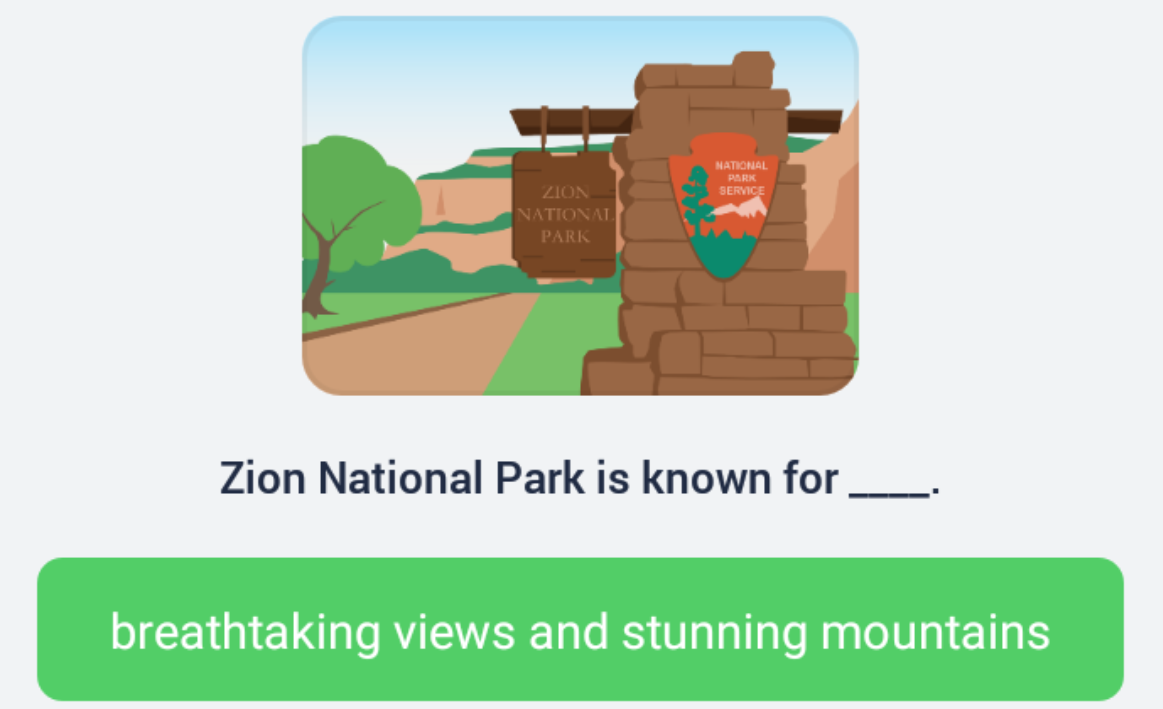 ZION
NATIONAL
PARK
NATIONAL
PARK
SERVICE
Zion National Park is known for ____.
breathtaking views and stunning mountains